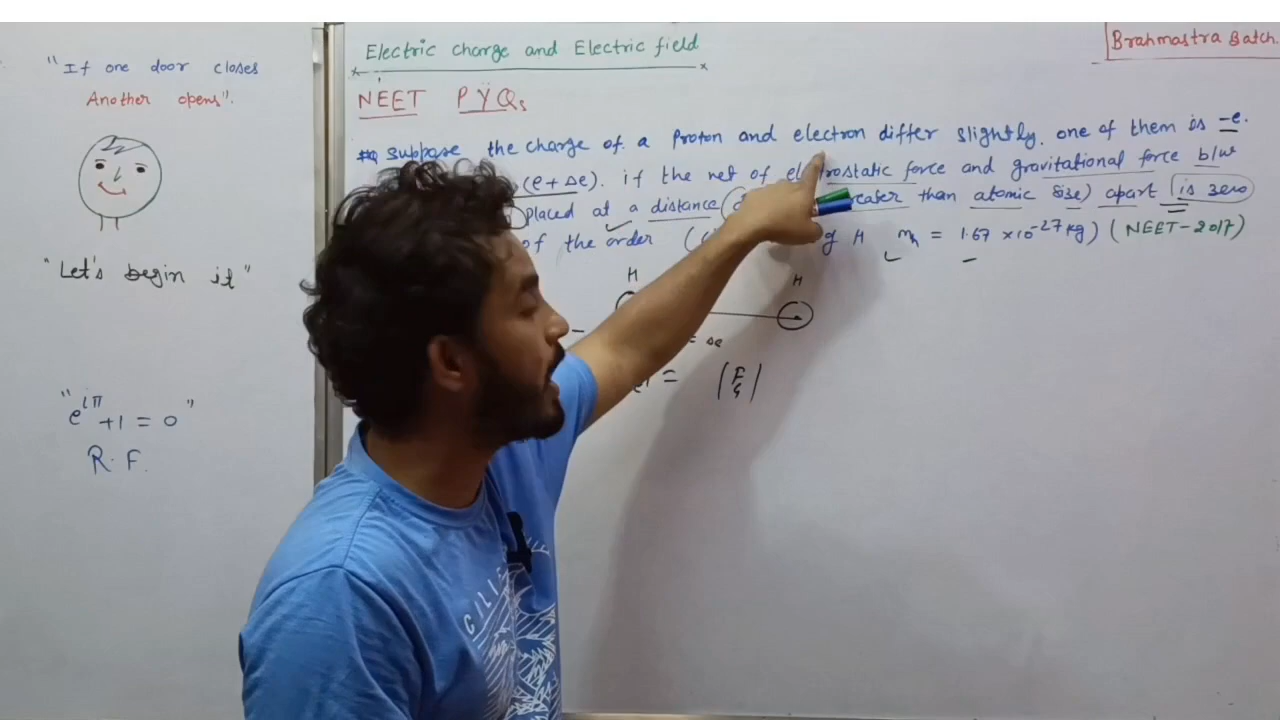 "If one door closes
Another opens".
"Let's begin it"
"e^iπ +1 = 0"
R. F.
Electric charge and Electric field
Brahmastra Batch.
NEET PYQs
suppose the charge of a Proton and electron differ slightly. one of them is -e.
(e+Δe). if the net of electrostatic force and gravitational force b/w
placed at a distance than atomic size) apart is zero
of the order H mh = 1.67 ×10^-27 kg) (NEET-2017)
H H
= Δe
= |FG|